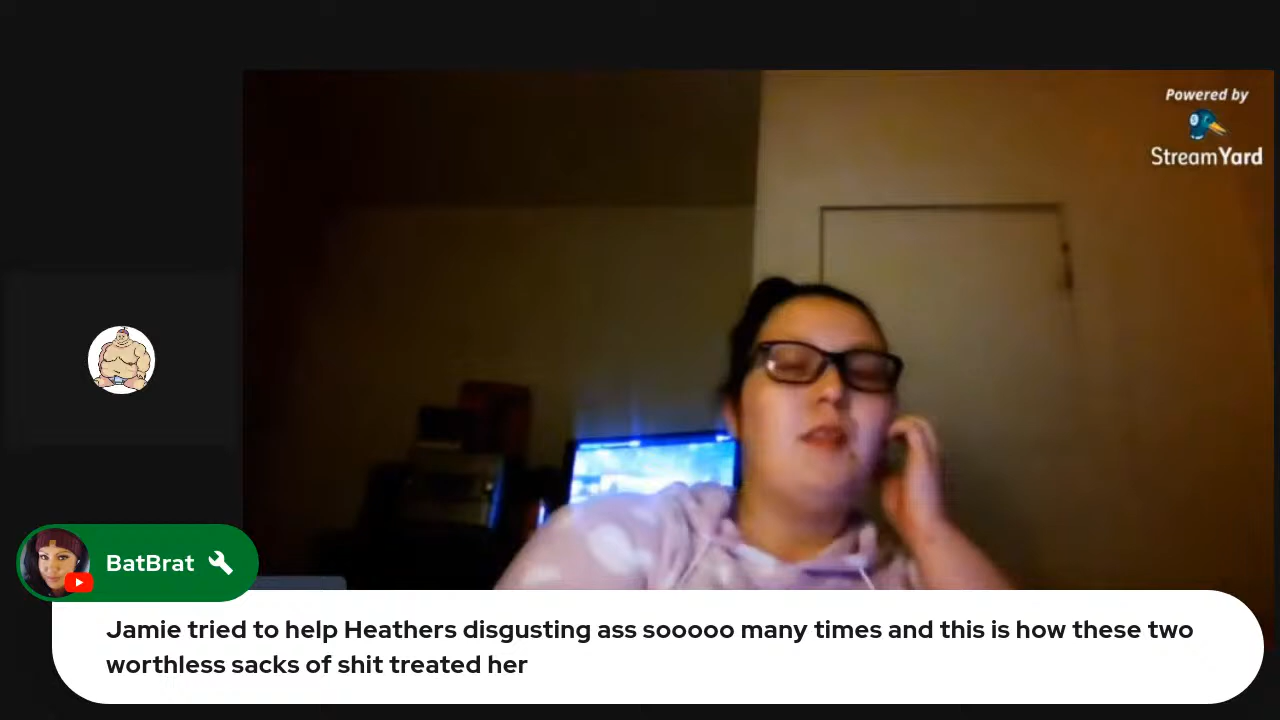 Powered by
StreamYard
BatBrat
Jamie tried to help Heathers disgusting ass sooooo many times and this is how these two
worthless sacks of shit treated her